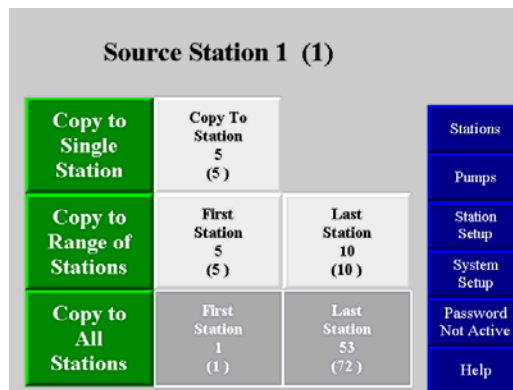 Source Station 1 (1)
Copy to
Single
Station
Copy To
Station
5
(5 )
Copy to
Range of
Stations
First
Station
5
(5 )
Last
Station
10
(10 )
Copy to
All
Stations
First
Station
1
(1 )
Last
Station
53
(72 )
Stations
Pumps
Station
Setup
System
Setup
Password
Not Active
Help